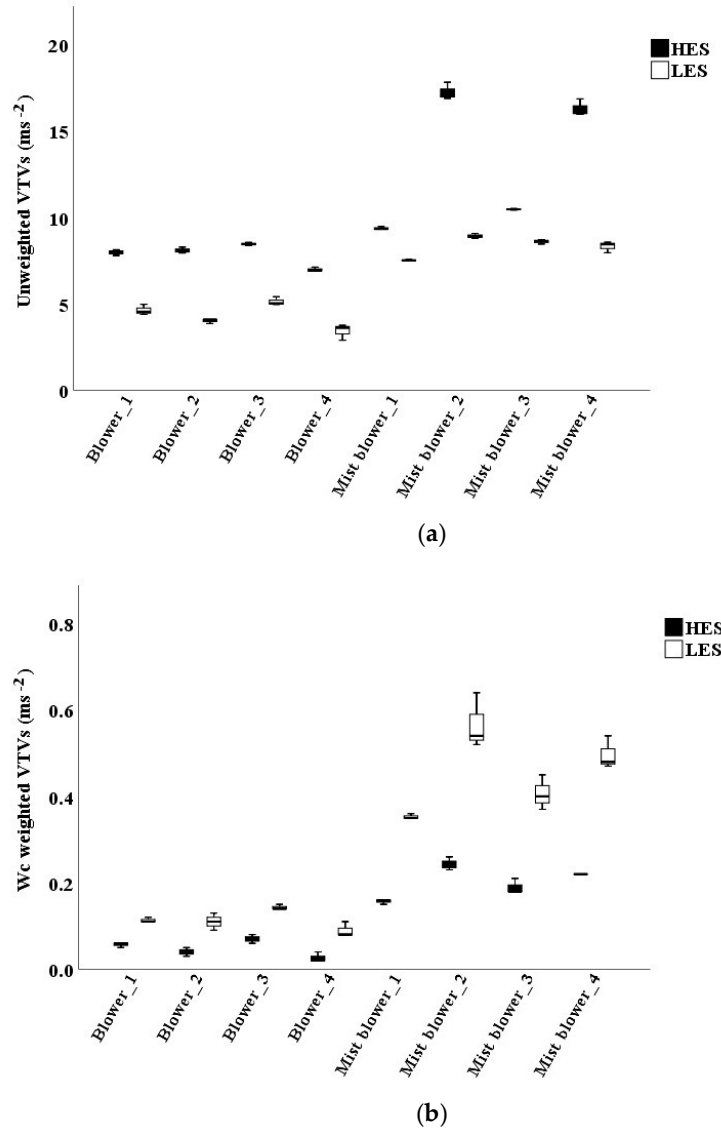 Unweighted VTVs (ms⁻²)
20
15
10
5
0
HES
LES
Blower_1
Blower_2
Blower_3
Blower_4
Mist blower_1
Mist blower_2
Mist blower_3
Mist blower_4
(a)
Wc weighted VTVs (ms⁻²)
0.8
0.6
0.4
0.2
0.0
HES
LES
Blower_1
Blower_2
Blower_3
Blower_4
Mist blower_1
Mist blower_2
Mist blower_3
Mist blower_4
(b)